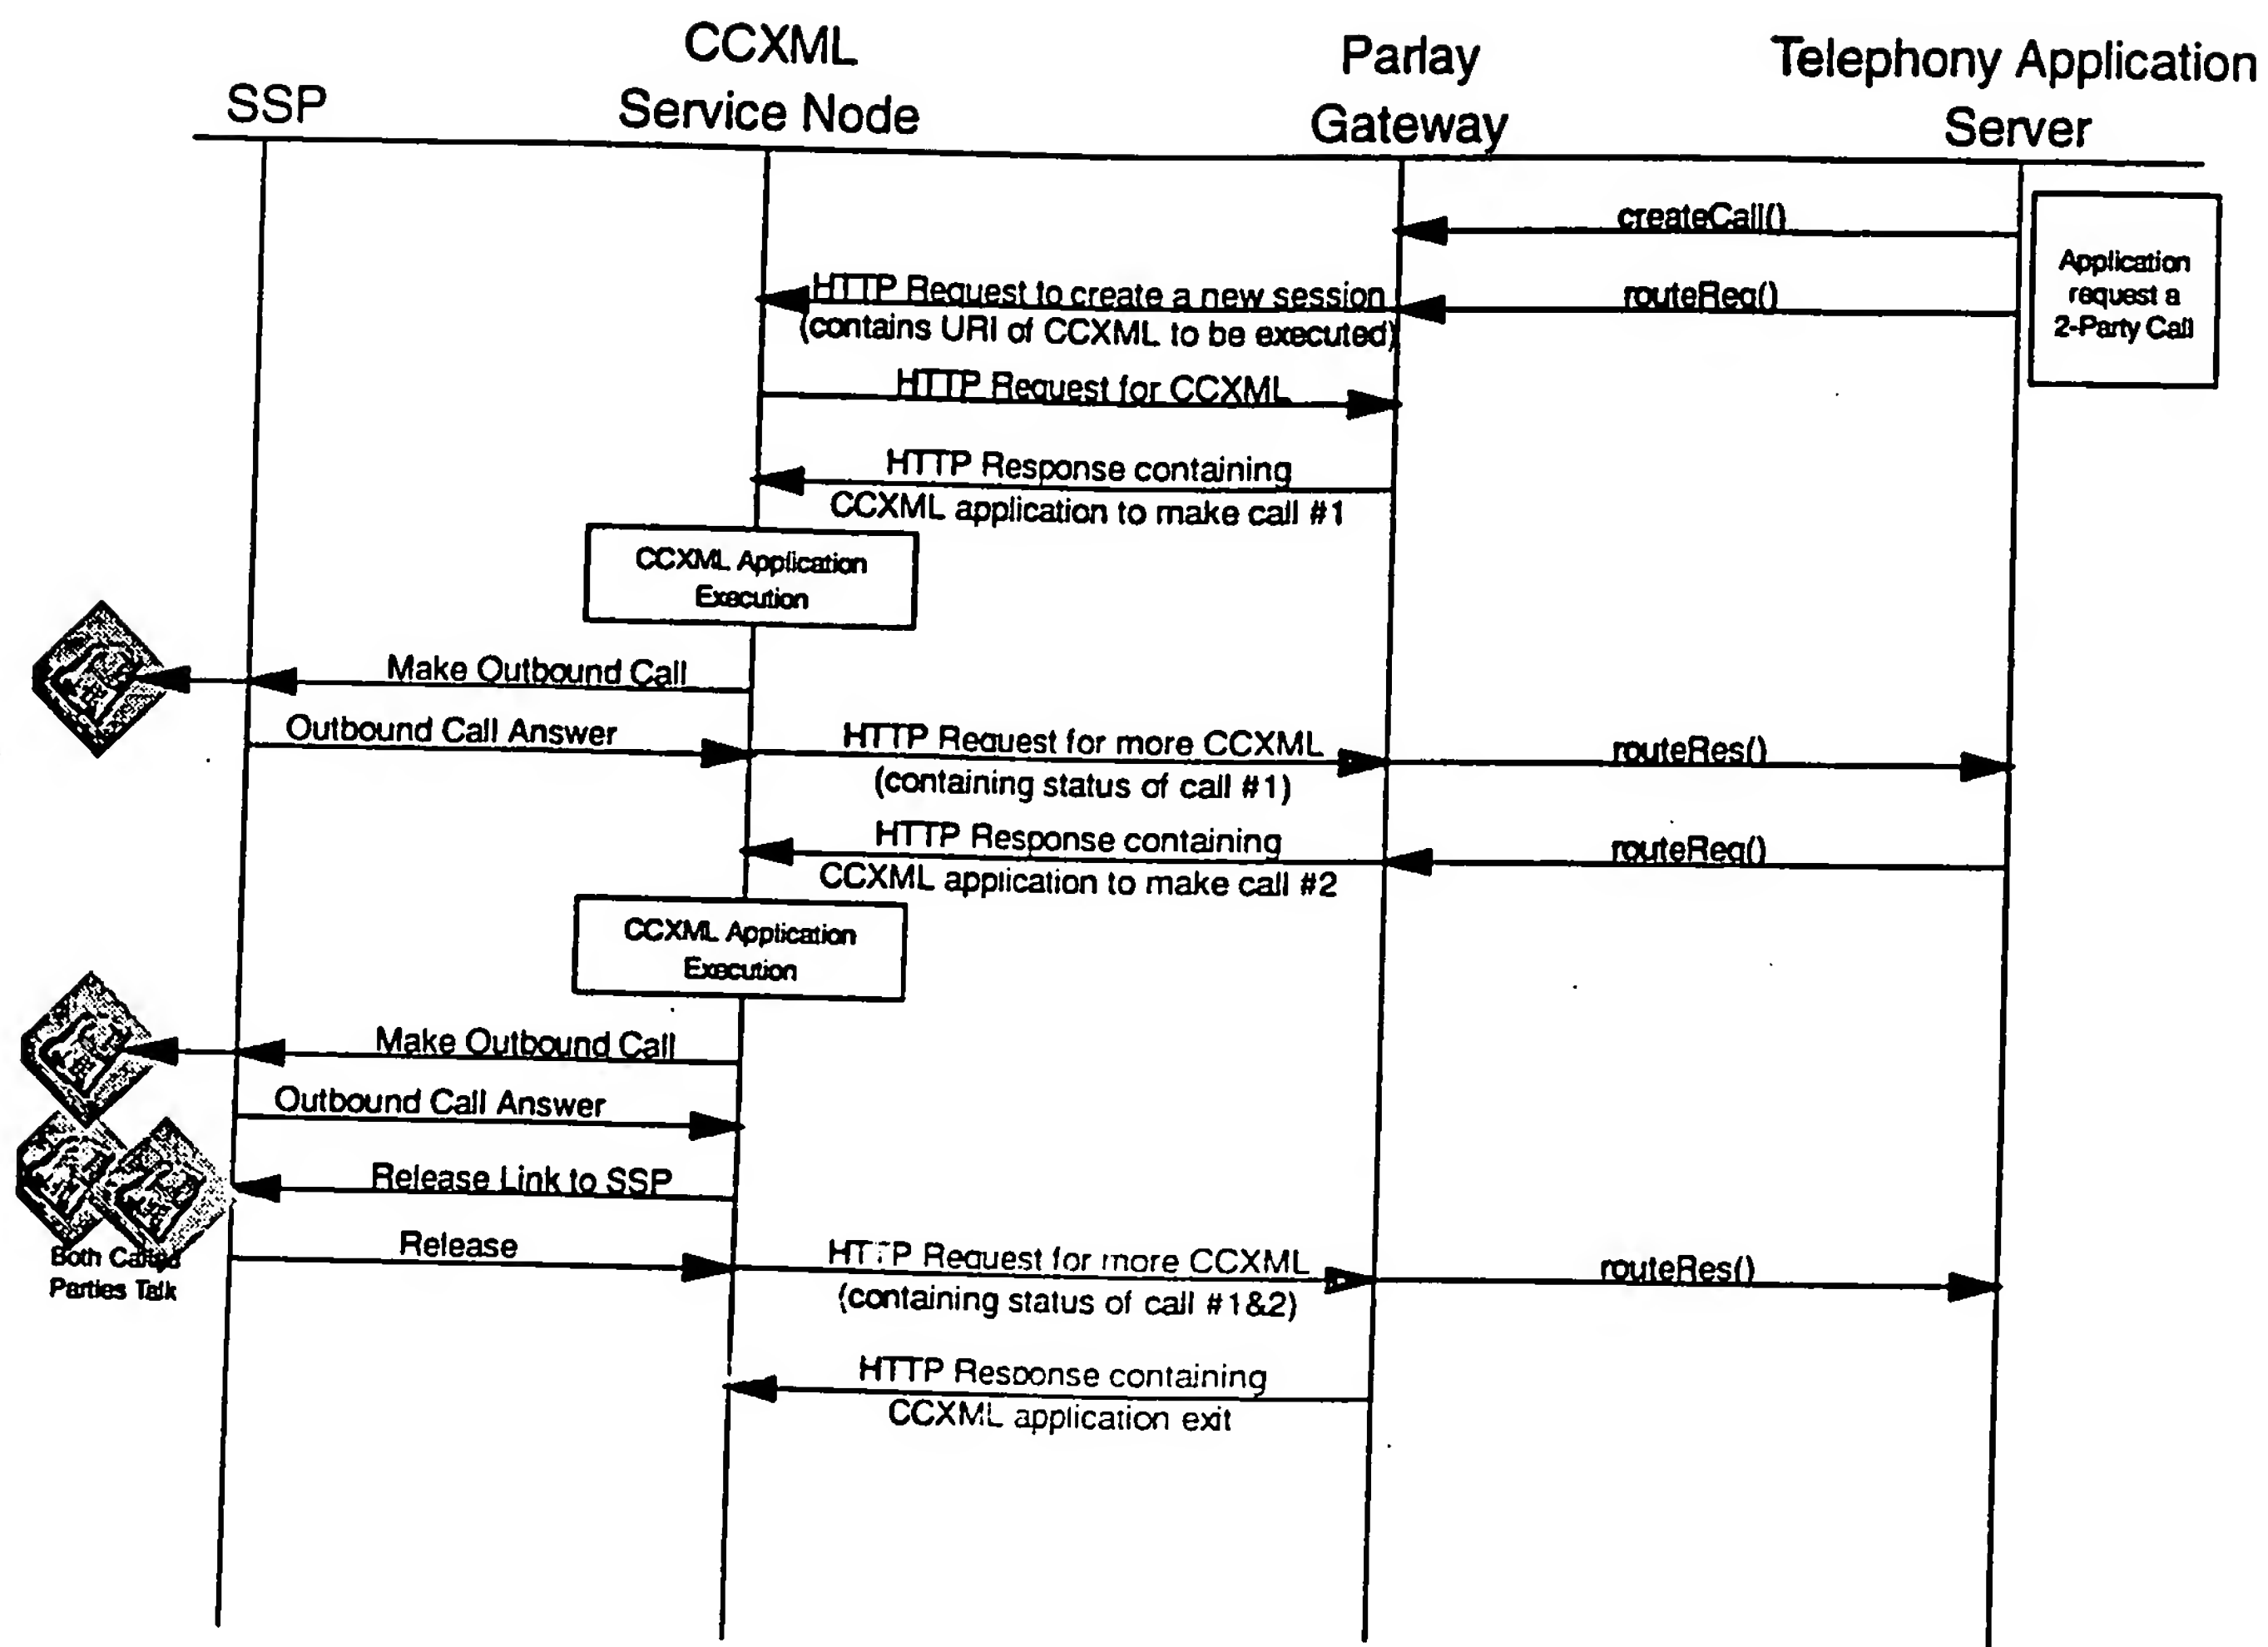 CCXML
Service Node
SSP
Parlay
Gateway
Telephony Application
Server
createCall()
Application
request a
2-Party Call
HTTP Request to create a new session
(contains URI of CCXML to be executed)
routeReq()
HTTP Request for CCXML
HTTP Response containing
CCXML application to make call #1
CCXML Application
Execution
Make Outbound Call
Outbound Call Answer
HTTP Request for more CCXML
(containing status of call #1)
routeRes()
HTTP Response containing
CCXML application to make call #2
routeReq()
CCXML Application
Execution
Make Outbound Call
Outbound Call Answer
Release Link to SSP
Release
Both Called
Parties Talk
HTTP Request for more CCXML
(containing status of call #1&2)
routeRes()
HTTP Response containing
CCXML application exit